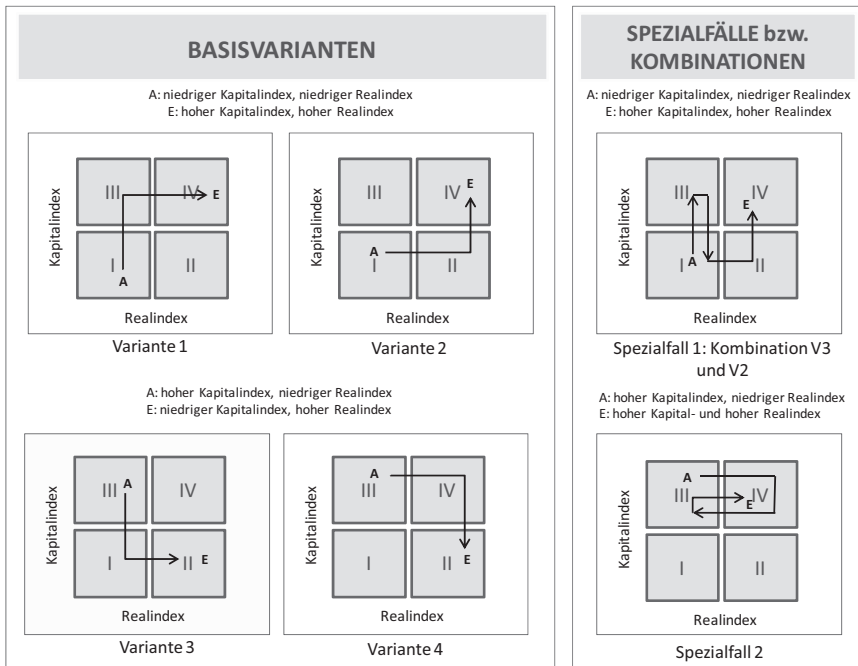 BASISVARIANTEN
A: niedriger Kapitalindex, niedriger Realindex
E: hoher Kapitalindex, hoher Realindex
Kapitalindex
III
IV
E
I
II
A
Realindex
Variante 1
Kapitalindex
III
IV
E
A
I
II
Realindex
Variante 2
A: hoher Kapitalindex, niedriger Realindex
E: niedriger Kapitalindex, hoher Realindex
Kapitalindex
III
A
IV
I
II
E
Realindex
Variante 3
Kapitalindex
A
III
IV
I
II
E
Realindex
Variante 4
SPEZIALFÄLLE bzw.
KOMBINATIONEN
A: niedriger Kapitalindex, niedriger Realindex
E: hoher Kapitalindex, hoher Realindex
Kapitalindex
III
IV
E
I
A
II
Realindex
Spezialfall 1: Kombination V3
und V2
A: hoher Kapitalindex, niedriger Realindex
E: hoher Kapital- und hoher Realindex
Kapitalindex
A
III
IV
E
I
II
Realindex
Spezialfall 2